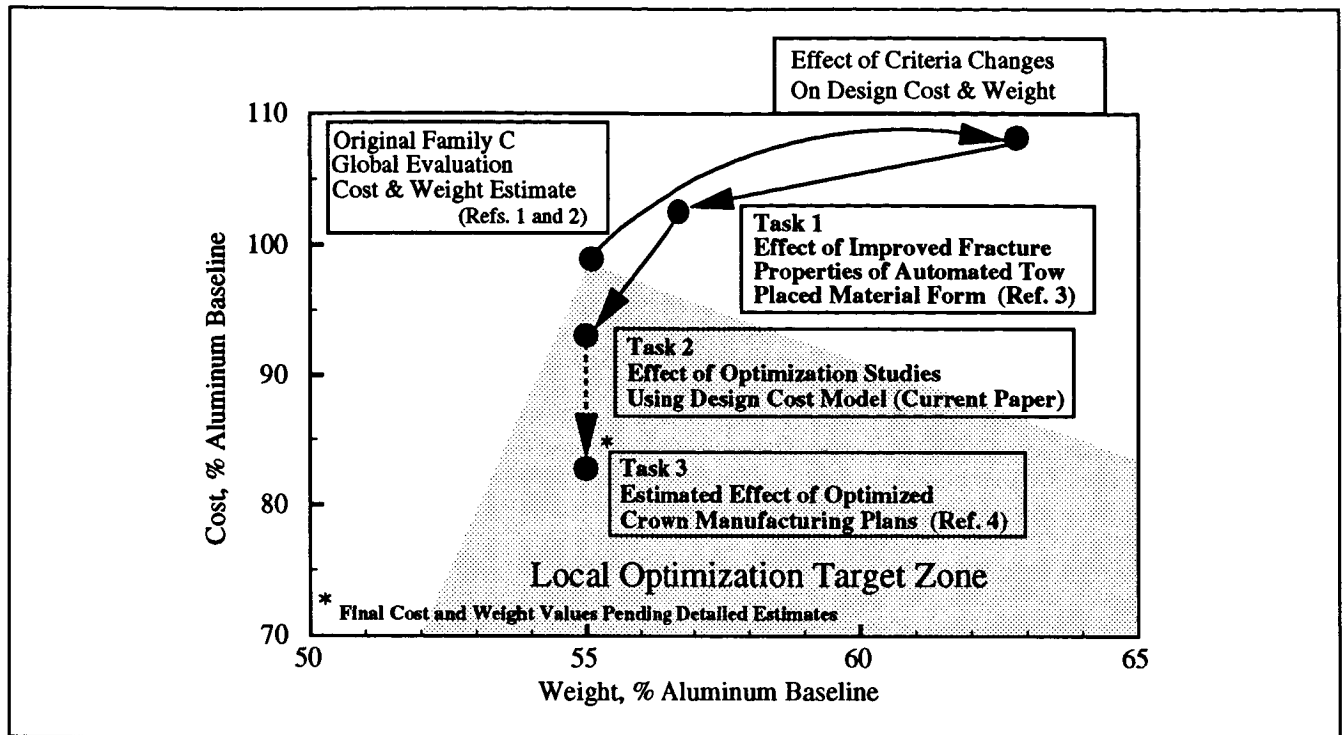 Effect of Criteria Changes
On Design Cost & Weight
110
Original Family C
Global Evaluation
Cost & Weight Estimate
(Refs. 1 and 2)
Task 1
Effect of Improved Fracture
Properties of Automated Tow
Placed Material Form (Ref. 3)
100
Task 2
Effect of Optimization Studies
Using Design Cost Model (Current Paper)
90
*
Task 3
Estimated Effect of Optimized
Crown Manufacturing Plans (Ref. 4)
80
Cost, % Aluminum Baseline
Local Optimization Target Zone
* Final Cost and Weight Values Pending Detailed Estimates
70
50 55 60 65
Weight, % Aluminum Baseline